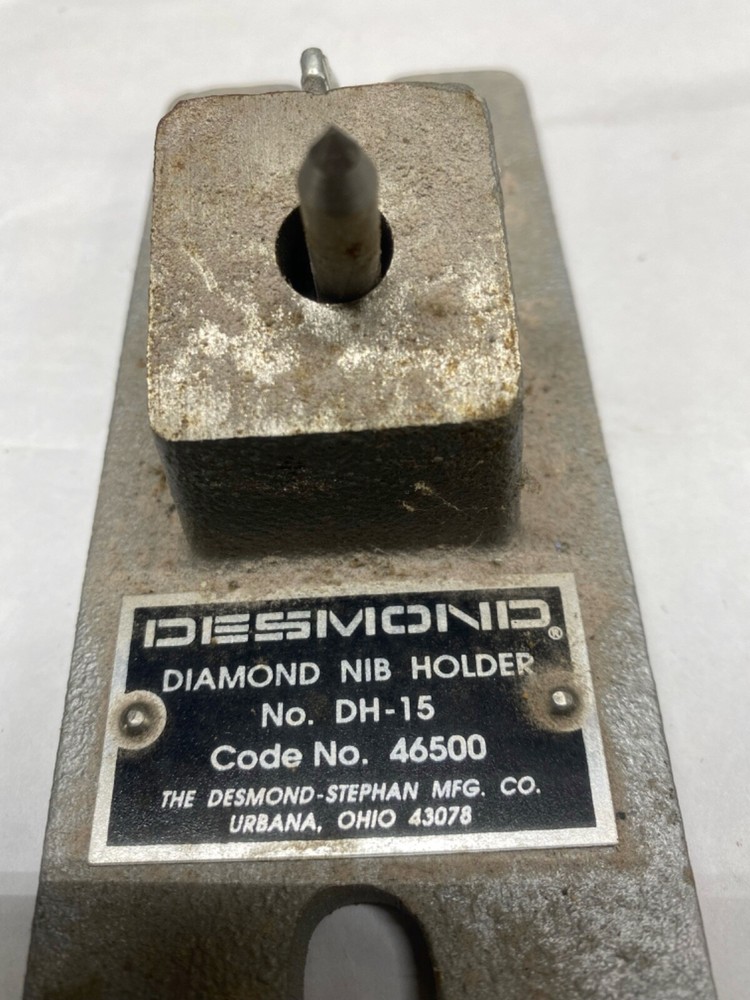 DESMOND®
DIAMOND NIB HOLDER
No. DH-15
Code No. 46500
THE DESMOND-STEPHAN MFG. CO.
URBANA, OHIO 43078